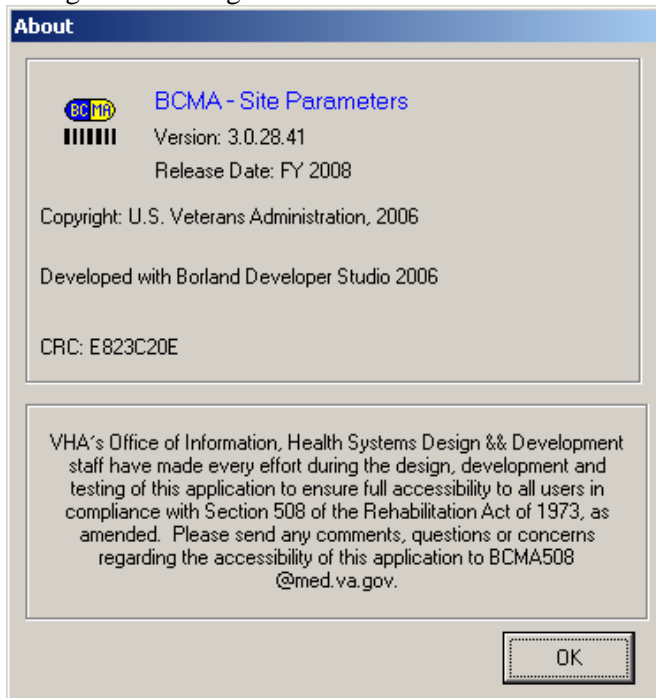 About
BCMA
BCMA - Site Parameters
Version: 3.0.28.41
Release Date: FY 2008
Copyright: U.S. Veterans Administration, 2006
Developed with Borland Developer Studio 2006
CRC: E823C20E
VHA's Office of Information, Health Systems Design && Development
staff have made every effort during the design, development and
testing of this application to ensure full accessibility to all users in
compliance with Section 508 of the Rehabilitation Act of 1973, as
amended. Please send any comments, questions or concerns
regarding the accessibility of this application to BCMA508
@med.va.gov.
OK